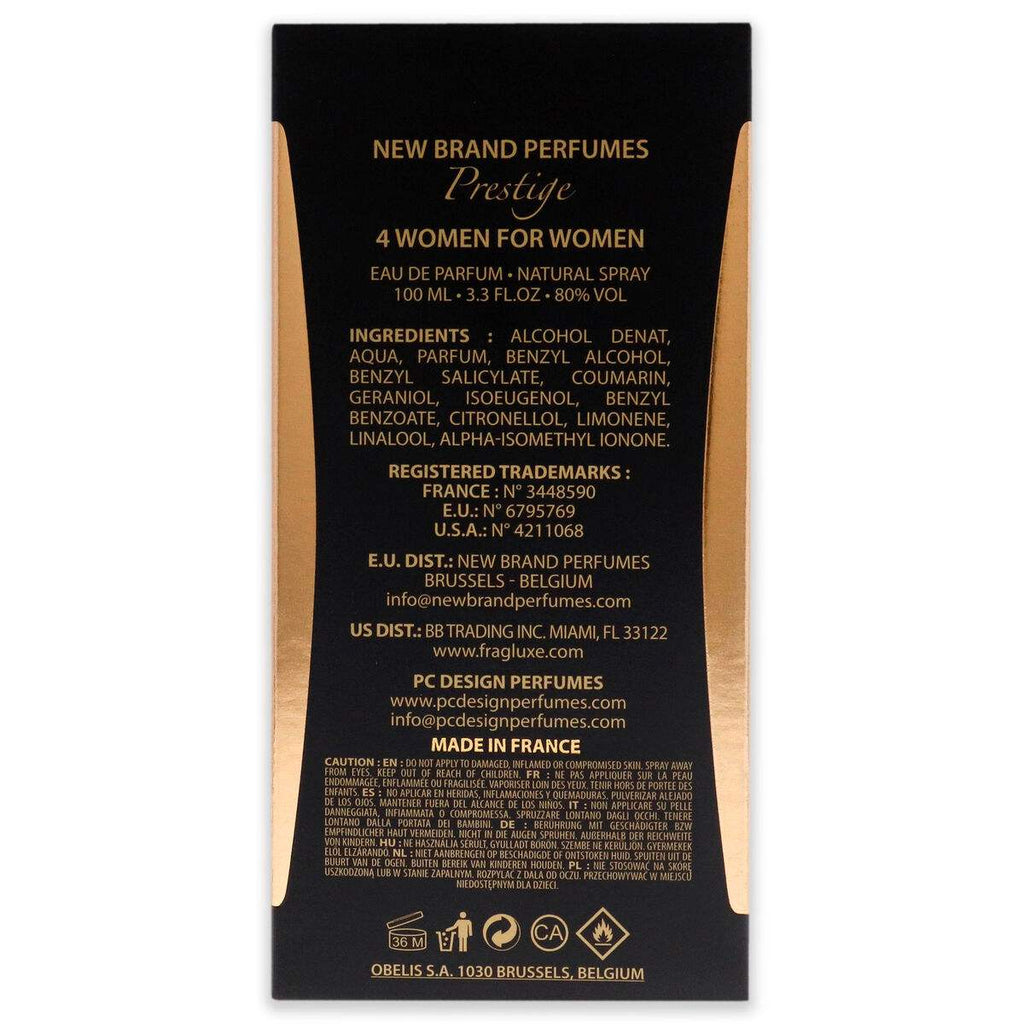 NEW BRAND PERFUMES
Prestige
4 WOMEN FOR WOMEN
EAU DE PARFUM • NATURAL SPRAY
100 ML • 3.3 FL.OZ • 80% VOL
INGREDIENTS : ALCOHOL DENAT,
AQUA, PARFUM, BENZYL ALCOHOL,
BENZYL SALICYLATE, COUMARIN,
GERANIOL, ISOEUGENOL, BENZYL
BENZOATE, CITRONELLOL, LIMONENE,
LINALOOL, ALPHA-ISOMETHYL IONONE.
REGISTERED TRADEMARKS :
FRANCE : N° 3448590
E.U.: N° 6795769
U.S.A.: N° 4211068
E.U. DIST.: NEW BRAND PERFUMES
BRUSSELS - BELGIUM
info@newbrandperfumes.com
US DIST.: BB TRADING INC. MIAMI, FL 33122
www.fragluxe.com
PC DESIGN PERFUMES
www.pcdesignperfumes.com
info@pcdesignperfumes.com
MADE IN FRANCE
CAUTION : EN : DO NOT APPLY TO DAMAGED, INFLAMED OR COMPROMISED SKIN. SPRAY AWAY
FROM EYES. KEEP OUT OF REACH OF CHILDREN. FR : NE PAS APPLIQUER SUR LA PEAU
ENDOMMAGEE, ENFLAMMÉE OU FRAGILISÉE. VAPORISER LOIN DES YEUX. TENIR HORS DE PORTÉE DES
ENFANTS. ES : NO APLICAR EN HERIDAS, INFLAMACIONES Y QUEMADURAS. PULVERIZAR ALEJADO
DE LOS OJOS. MANTENER FUERA DEL ALCANCE DE LOS NIÑOS. IT : NON APPLICARE SU PELLE
DANNEGGIATA, INFIAMMATA O COMPROMESSA. SPRUZZARE LONTANO DAGLI OCCHI. TENERE
LONTANO DALLA PORTATA DEI BAMBINI. DE : BERÜHRUNG MIT GESCHÄDIGTER BZW
EMPFINDLICHER HAUT VERMEIDEN. NICHT IN DIE AUGEN SPRÜHEN. AUßERHALB DER REICHWEITE
VON KINDERN. HU : NE HASZNALJA SERÜLT, GYULLADT BORÖN. SZEMBE NE KERÜLJÖN. GYERMEKEK
ELÖL ELZÁRANDÓ. NL : NIET AANBRENGEN OP BESCHADIGDE OF ONTSTOKEN HUID. SPUITEN UIT DE
BUURT VAN DE OGEN. BUITEN BEREIK VAN KINDEREN HOUDEN. PL : NIE STOSOWAĆ NA SKÓRĘ
USZKODZONĄ LUB W STANIE ZAPALNYM. ROZPYLAĆ Z DALA OD OCZU. PRZECHOWYWAĆ W MIEJSCU
NIEDOSTĘPNYM DLA DZIECI.
36 M
CA
OBELIS S.A. 1030 BRUSSELS, BELGIUM